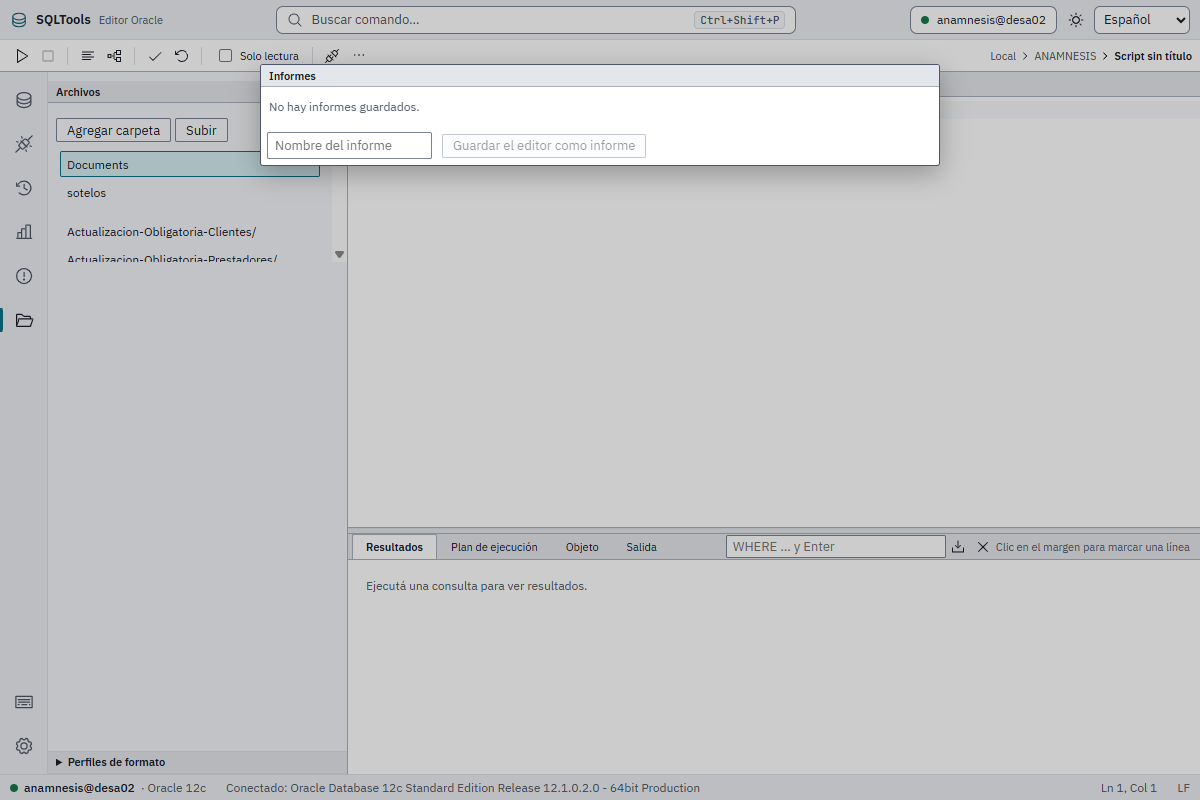 SQLTools Editor Oracle
Buscar comando...
Ctrl+Shift+P
anamnesis@desa02
Español
Solo lectura
...
Local > ANAMNESIS > Script sin título
Informes
No hay informes guardados.
Nombre del informe
Guardar el editor como informe
Archivos
Agregar carpeta
Subir
Documents
sotelos
Actualizacion-Obligatoria-Clientes/
Actualizacion-Obligatoria-Prestadores/
Resultados
Plan de ejecución
Objeto
Salida
WHERE ... y Enter
Clic en el margen para marcar una línea
Ejecutá una consulta para ver resultados.
Perfiles de formato
anamnesis@desa02 · Oracle 12c
Conectado: Oracle Database 12c Standard Edition Release 12.1.0.2.0 - 64bit Production
Ln 1, Col 1
LF